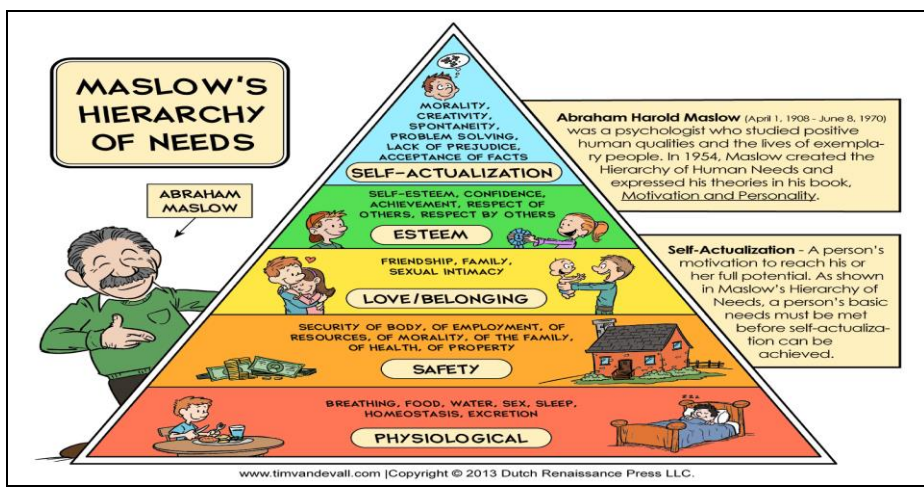 MASLOW'S
HIERARCHY
OF NEEDS
ABRAHAM
MASLOW
MORALITY,
CREATIVITY,
SPONTANEITY,
PROBLEM SOLVING,
LACK OF PREJUDICE,
ACCEPTANCE OF FACTS
SELF-ACTUALIZATION
SELF-ESTEEM, CONFIDENCE,
ACHIEVEMENT, RESPECT OF
OTHERS, RESPECT BY OTHERS
ESTEEM
FRIENDSHIP, FAMILY,
SEXUAL INTIMACY
LOVE/BELONGING
SECURITY OF BODY, OF EMPLOYMENT, OF
RESOURCES, OF MORALITY, OF THE FAMILY,
OF HEALTH, OF PROPERTY
SAFETY
BREATHING, FOOD, WATER, SEX, SLEEP,
HOMEOSTASIS, EXCRETION
PHYSIOLOGICAL
Abraham Harold Maslow (April 1, 1908 - June 8, 1970)
was a psychologist who studied positive
human qualities and the lives of exempla-
ry people. In 1954, Maslow created the
Hierarchy of Human Needs and
expressed his theories in his book,
Motivation and Personality.
Self-Actualization - A person's
motivation to reach his or
her full potential. As shown
in Maslow's Hierarchy of
Needs, a person's basic
needs must be met
before self-actualiza-
tion can be
achieved.
www.timvandevall.com |Copyright © 2013 Dutch Renaissance Press LLC.